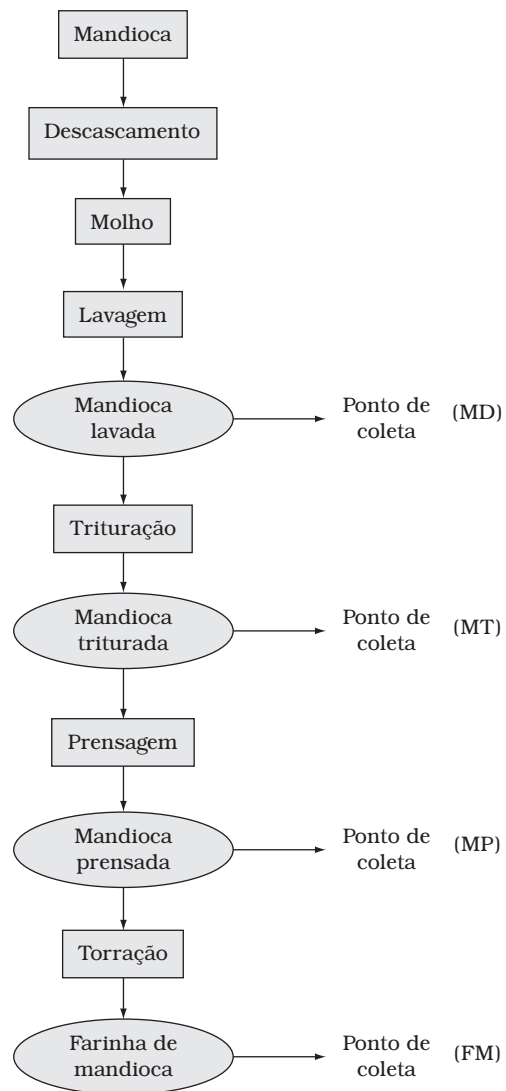 Mandioca
Descascamento
Molho
Lavagem
Mandioca
lavada
Ponto de
coleta
(MD)
Trituração
Mandioca
triturada
Ponto de
coleta
(MT)
Prensagem
Mandioca
prensada
Ponto de
coleta
(MP)
Torração
Farinha de
mandioca
Ponto de
coleta
(FM)